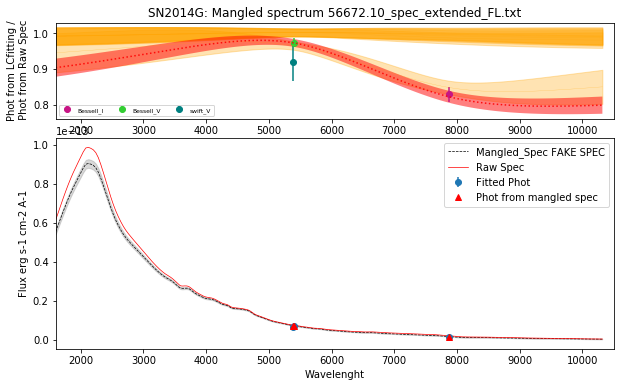 SN2014G: Mangled spectrum 56672.10_spec_extended_FL.txt
Phot from LCfitting /
Phot from Raw Spec
1.0
0.9
0.8
Bessell_I
Bessell_V
swift_V
2000 3000 4000 5000 6000 7000 8000 9000 10000
1e−13
Flux erg s-1 cm-2 A-1
1.0
0.8
0.6
0.4
0.2
0.0
Mangled_Spec FAKE SPEC
Raw Spec
Fitted Phot
Phot from mangled spec
2000 3000 4000 5000 6000 7000 8000 9000 10000
Wavelenght